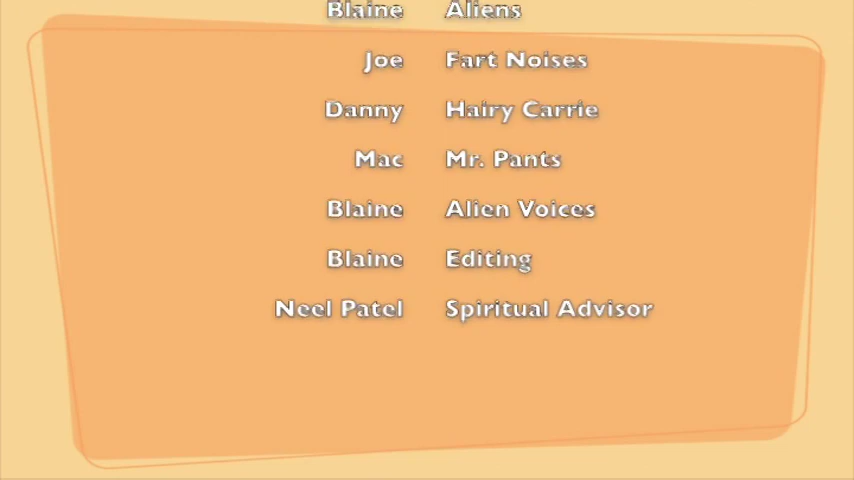 Blaine Aliens
Joe Fart Noises
Danny Hairy Carrie
Mac Mr. Pants
Blaine Alien Voices
Blaine Editing
Neel Patel Spiritual Advisor